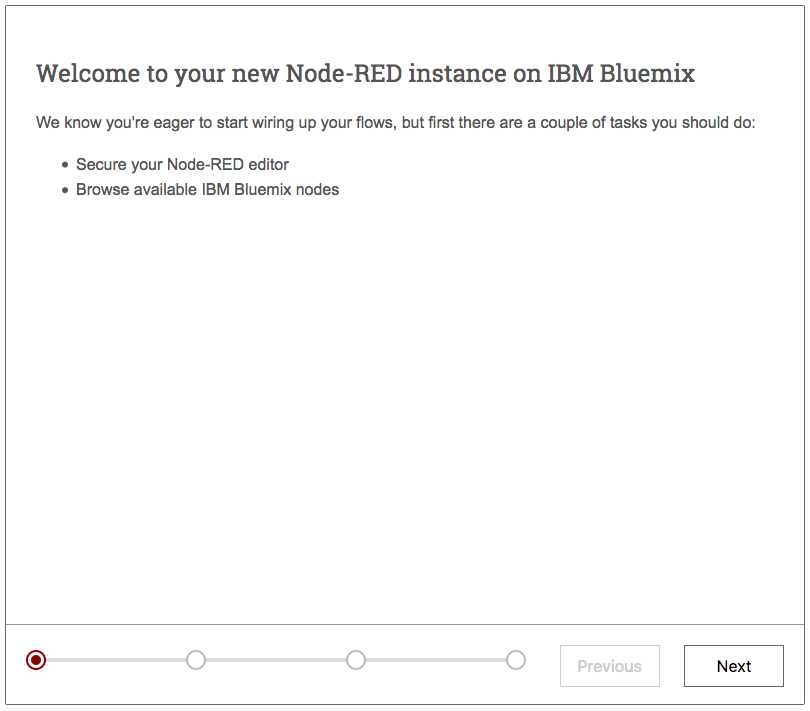 Welcome to your new Node-RED instance on IBM Bluemix
We know you're eager to start wiring up your flows, but first there are a couple of tasks you should do:
Secure your Node-RED editor
Browse available IBM Bluemix nodes
Previous
Next